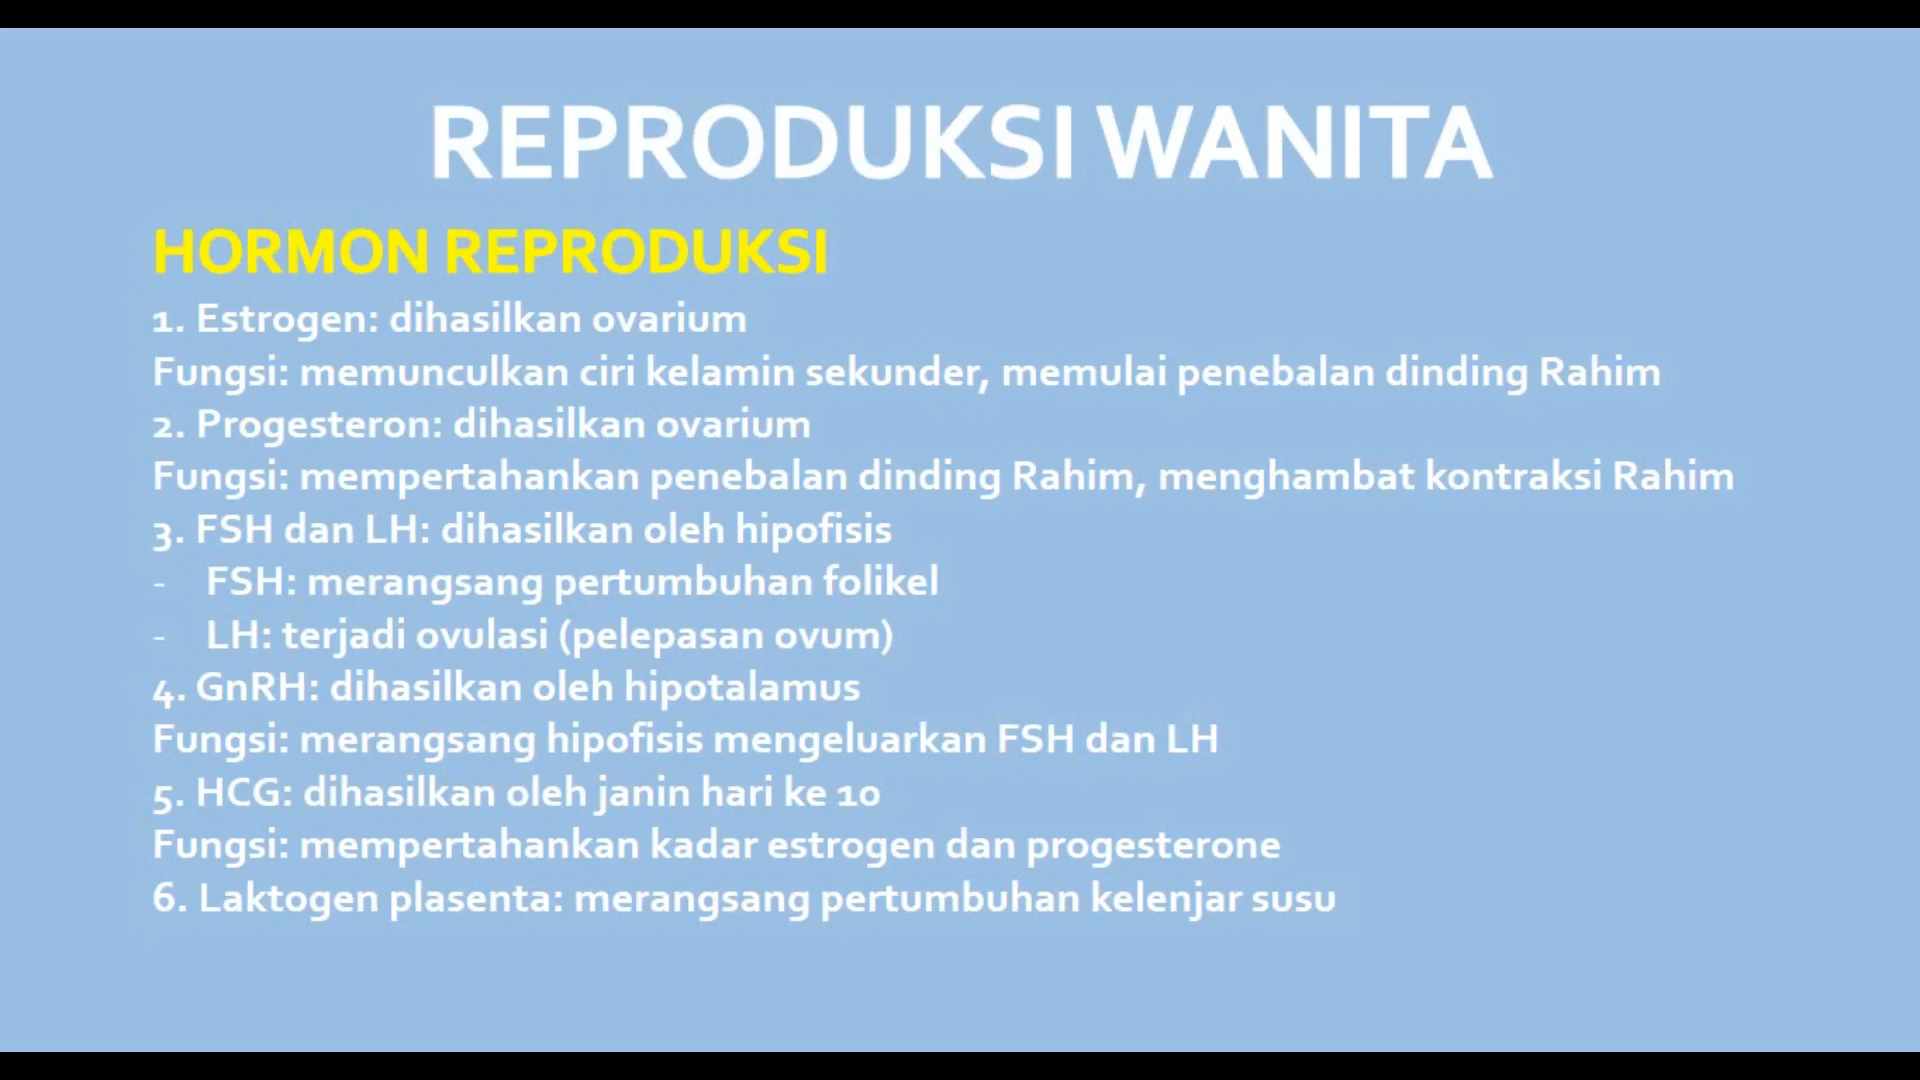 REPRODUKSI WANITA
HORMON REPRODUKSI
1. Estrogen: dihasilkan ovarium
Fungsi: memunculkan ciri kelamin sekunder, memulai penebalan dinding Rahim
2. Progesteron: dihasilkan ovarium
Fungsi: mempertahankan penebalan dinding Rahim, menghambat kontraksi Rahim
3. FSH dan LH: dihasilkan oleh hipofisis
- FSH: merangsang pertumbuhan folikel
- LH: terjadi ovulasi (pelepasan ovum)
4. GnRH: dihasilkan oleh hipotalamus
Fungsi: merangsang hipofisis mengeluarkan FSH dan LH
5. HCG: dihasilkan oleh janin hari ke 10
Fungsi: mempertahankan kadar estrogen dan progesterone
6. Laktogen plasenta: merangsang pertumbuhan kelenjar susu